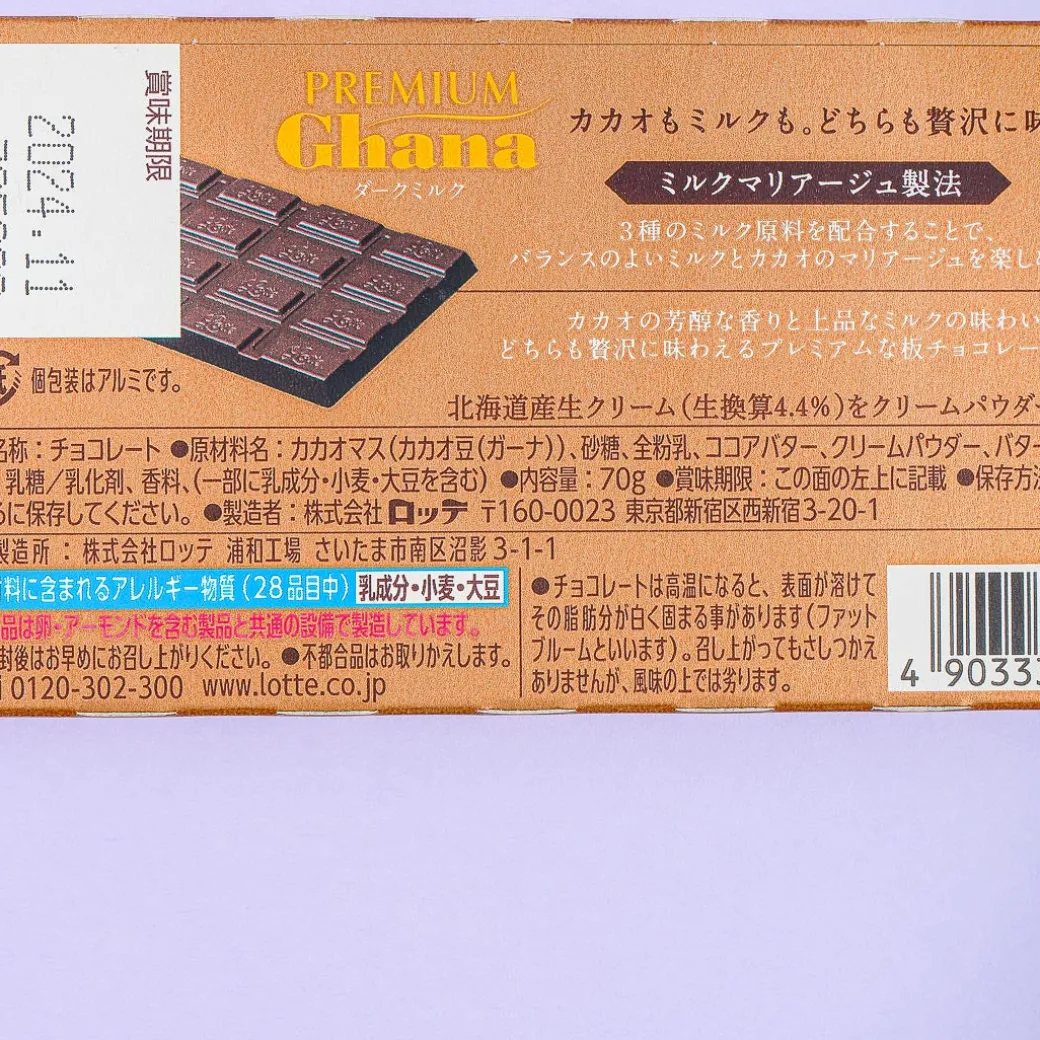 賞味期限
2024.11
PREMIUM
Ghana
ダークミルク
カカオもミルクも。どちらも贅沢に味
ミルクマリアージュ製法
3種のミルク原料を配合することで、
バランスのよいミルクとカカオのマリアージュを楽し
カカオの芳醇な香りと上品なミルクの味わい
どちらも贅沢に味わえるプレミアムな板チョコレー
個包装はアルミです。
北海道産生クリーム(生換算4.4%)をクリームパウダー
名称:チョコレート ●原材料名:カカオマス(カカオ豆(ガーナ))、砂糖、全粉乳、ココアバター、クリームパウダー、バター
乳糖/乳化剤、香料、(一部に乳成分・小麦・大豆を含む) ●内容量:70g ●賞味期限:この面の左上に記載 ●保存方法
に保存してください。 ●製造者:株式会社 ロッテ 〒160-0023 東京都新宿区西新宿3-20-1
製造所:株式会社ロッテ 浦和工場 さいたま市南区沼影3-1-1
材料に含まれるアレルギー物質(28品目中) 乳成分・小麦・大豆
品は卵・アーモンドを含む製品と共通の設備で製造しています。
封後はお早めにお召し上がりください。 ●不都合品はお取りかえします。
0120-302-300 www.lotte.co.jp
●チョコレートは高温になると、表面が溶けて
その脂肪分が白く固まる事があります(ファット
ブルームといいます)。召し上がってもさしつかえ
ありませんが、風味の上では劣ります。
4 90333